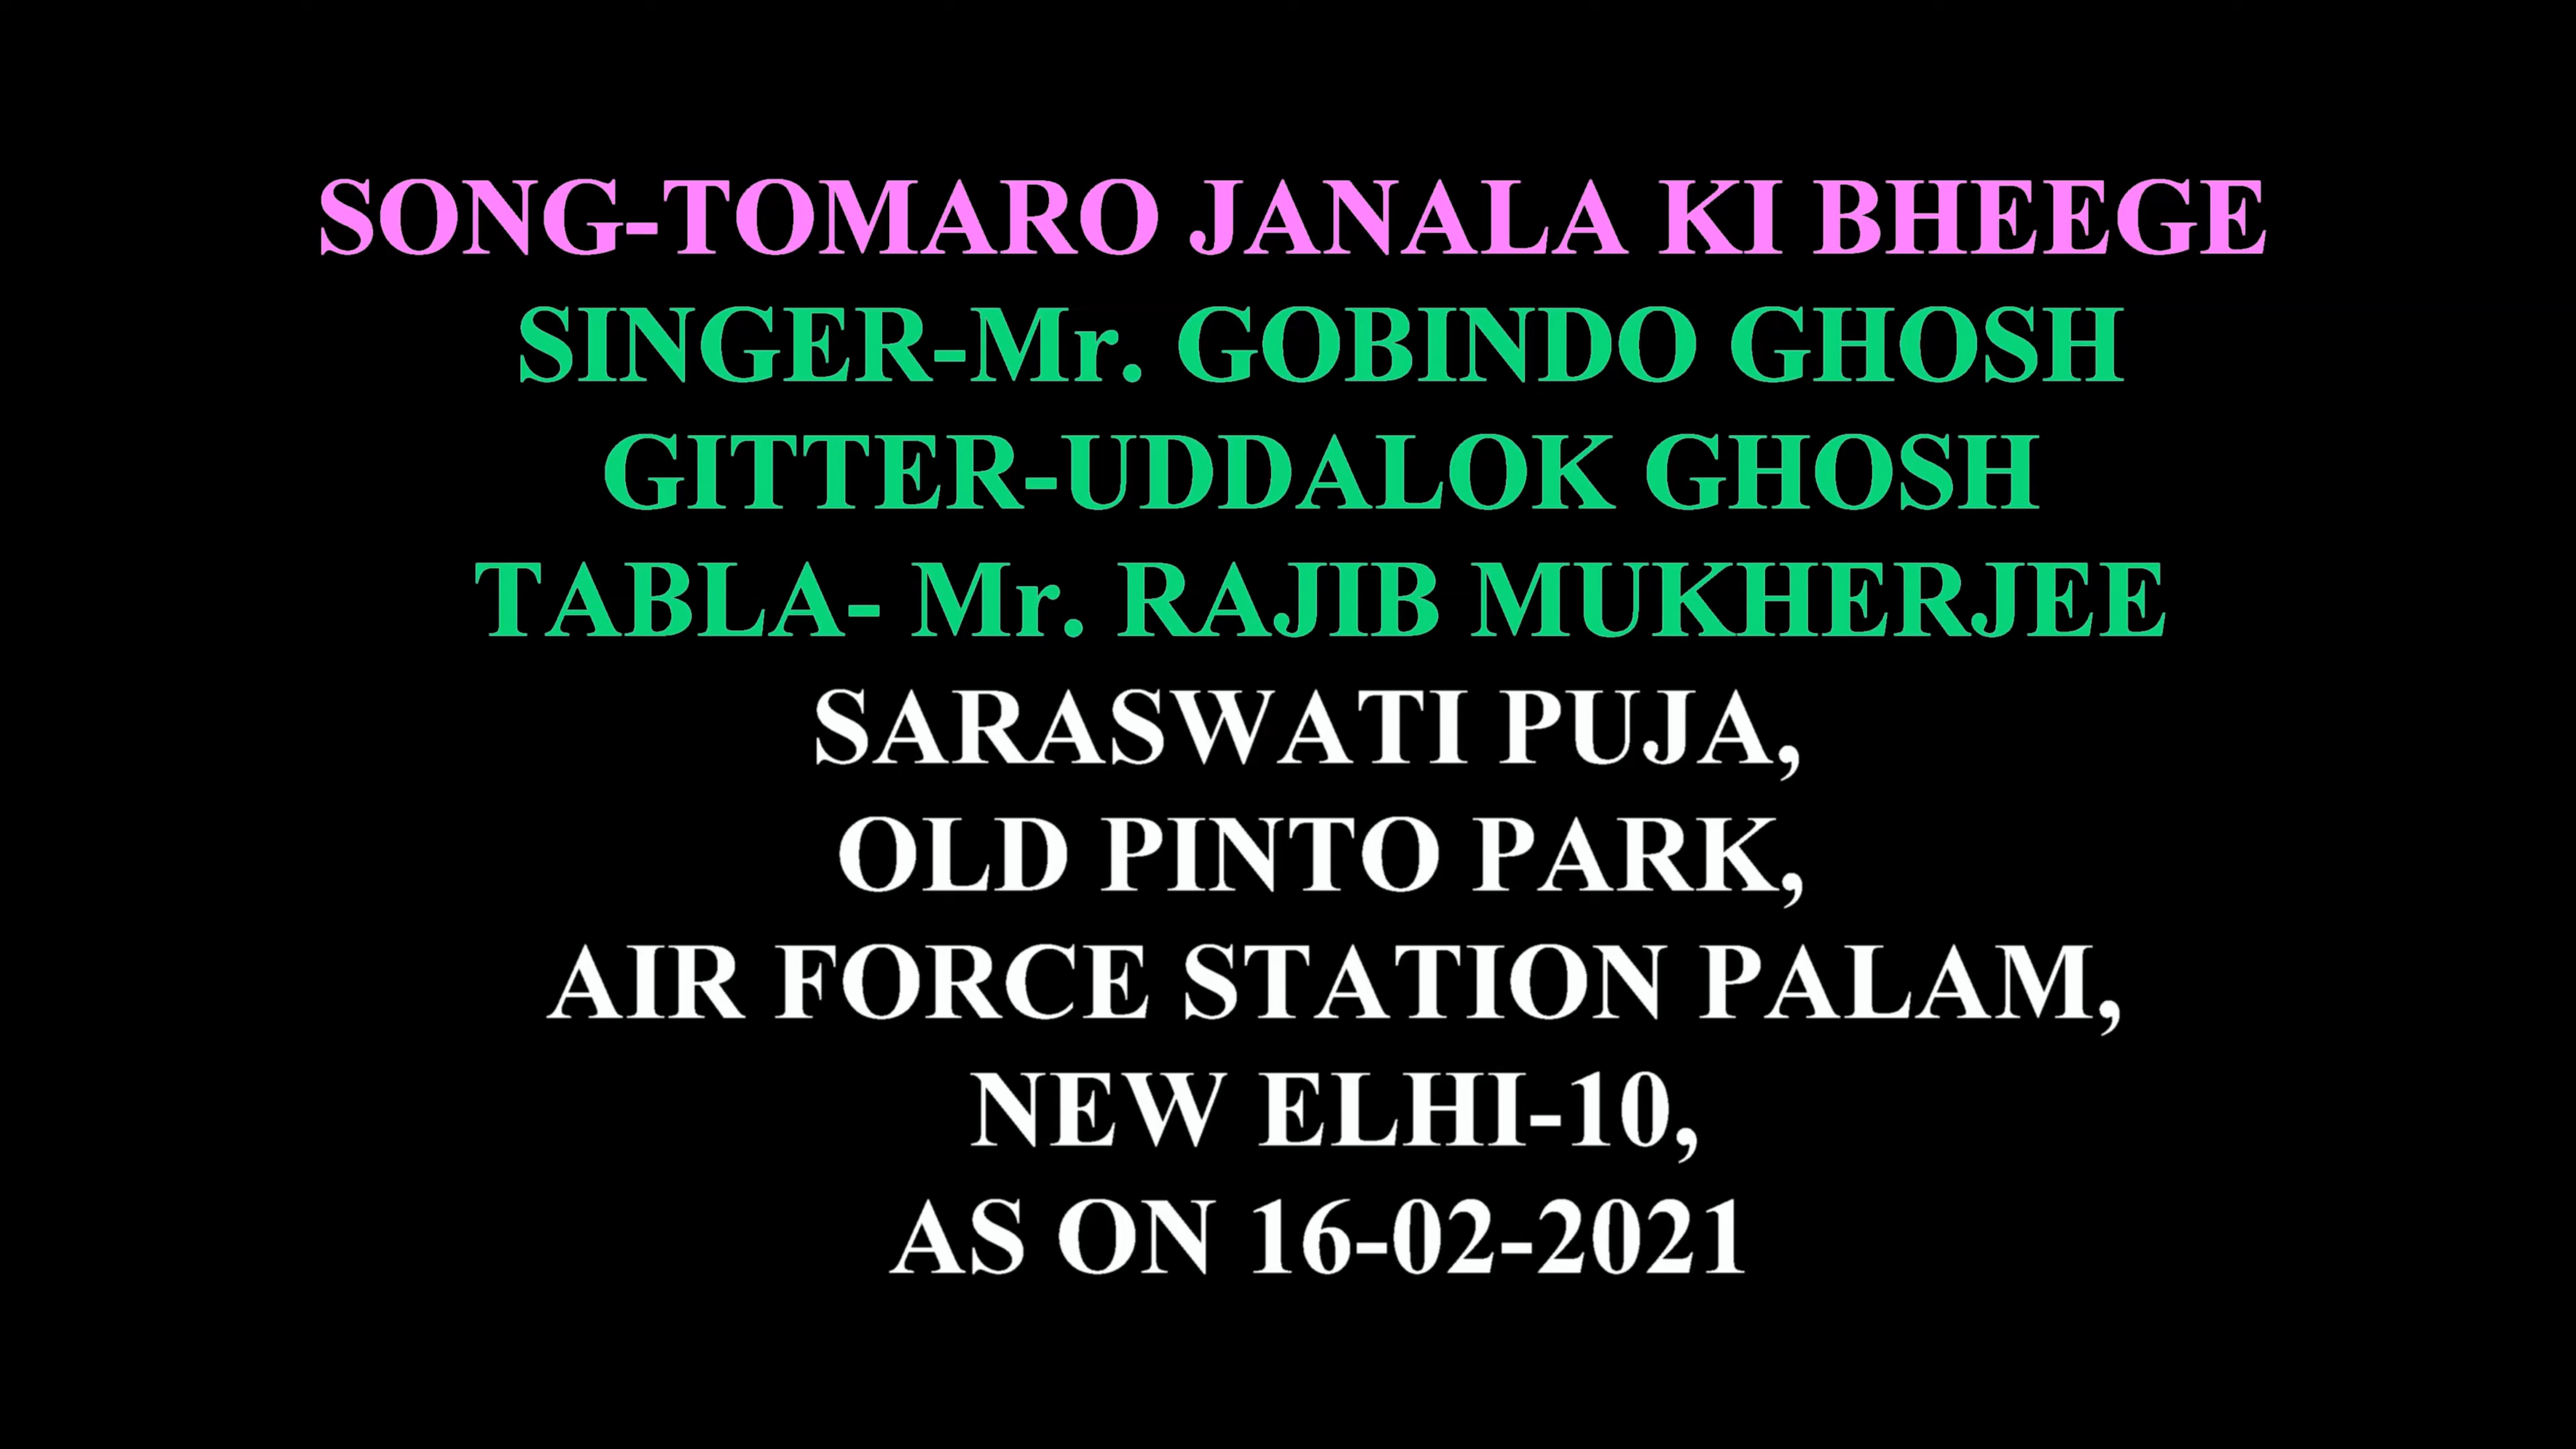 SONG-TOMARO JANALA KI BHEEGE
SINGER-Mr. GOBINDO GHOSH
GITTER-UDDALOK GHOSH
TABLA- Mr. RAJIB MUKHERJEE
SARASWATI PUJA,
OLD PINTO PARK,
AIR FORCE STATION PALAM,
NEW ELHI-10,
AS ON 16-02-2021